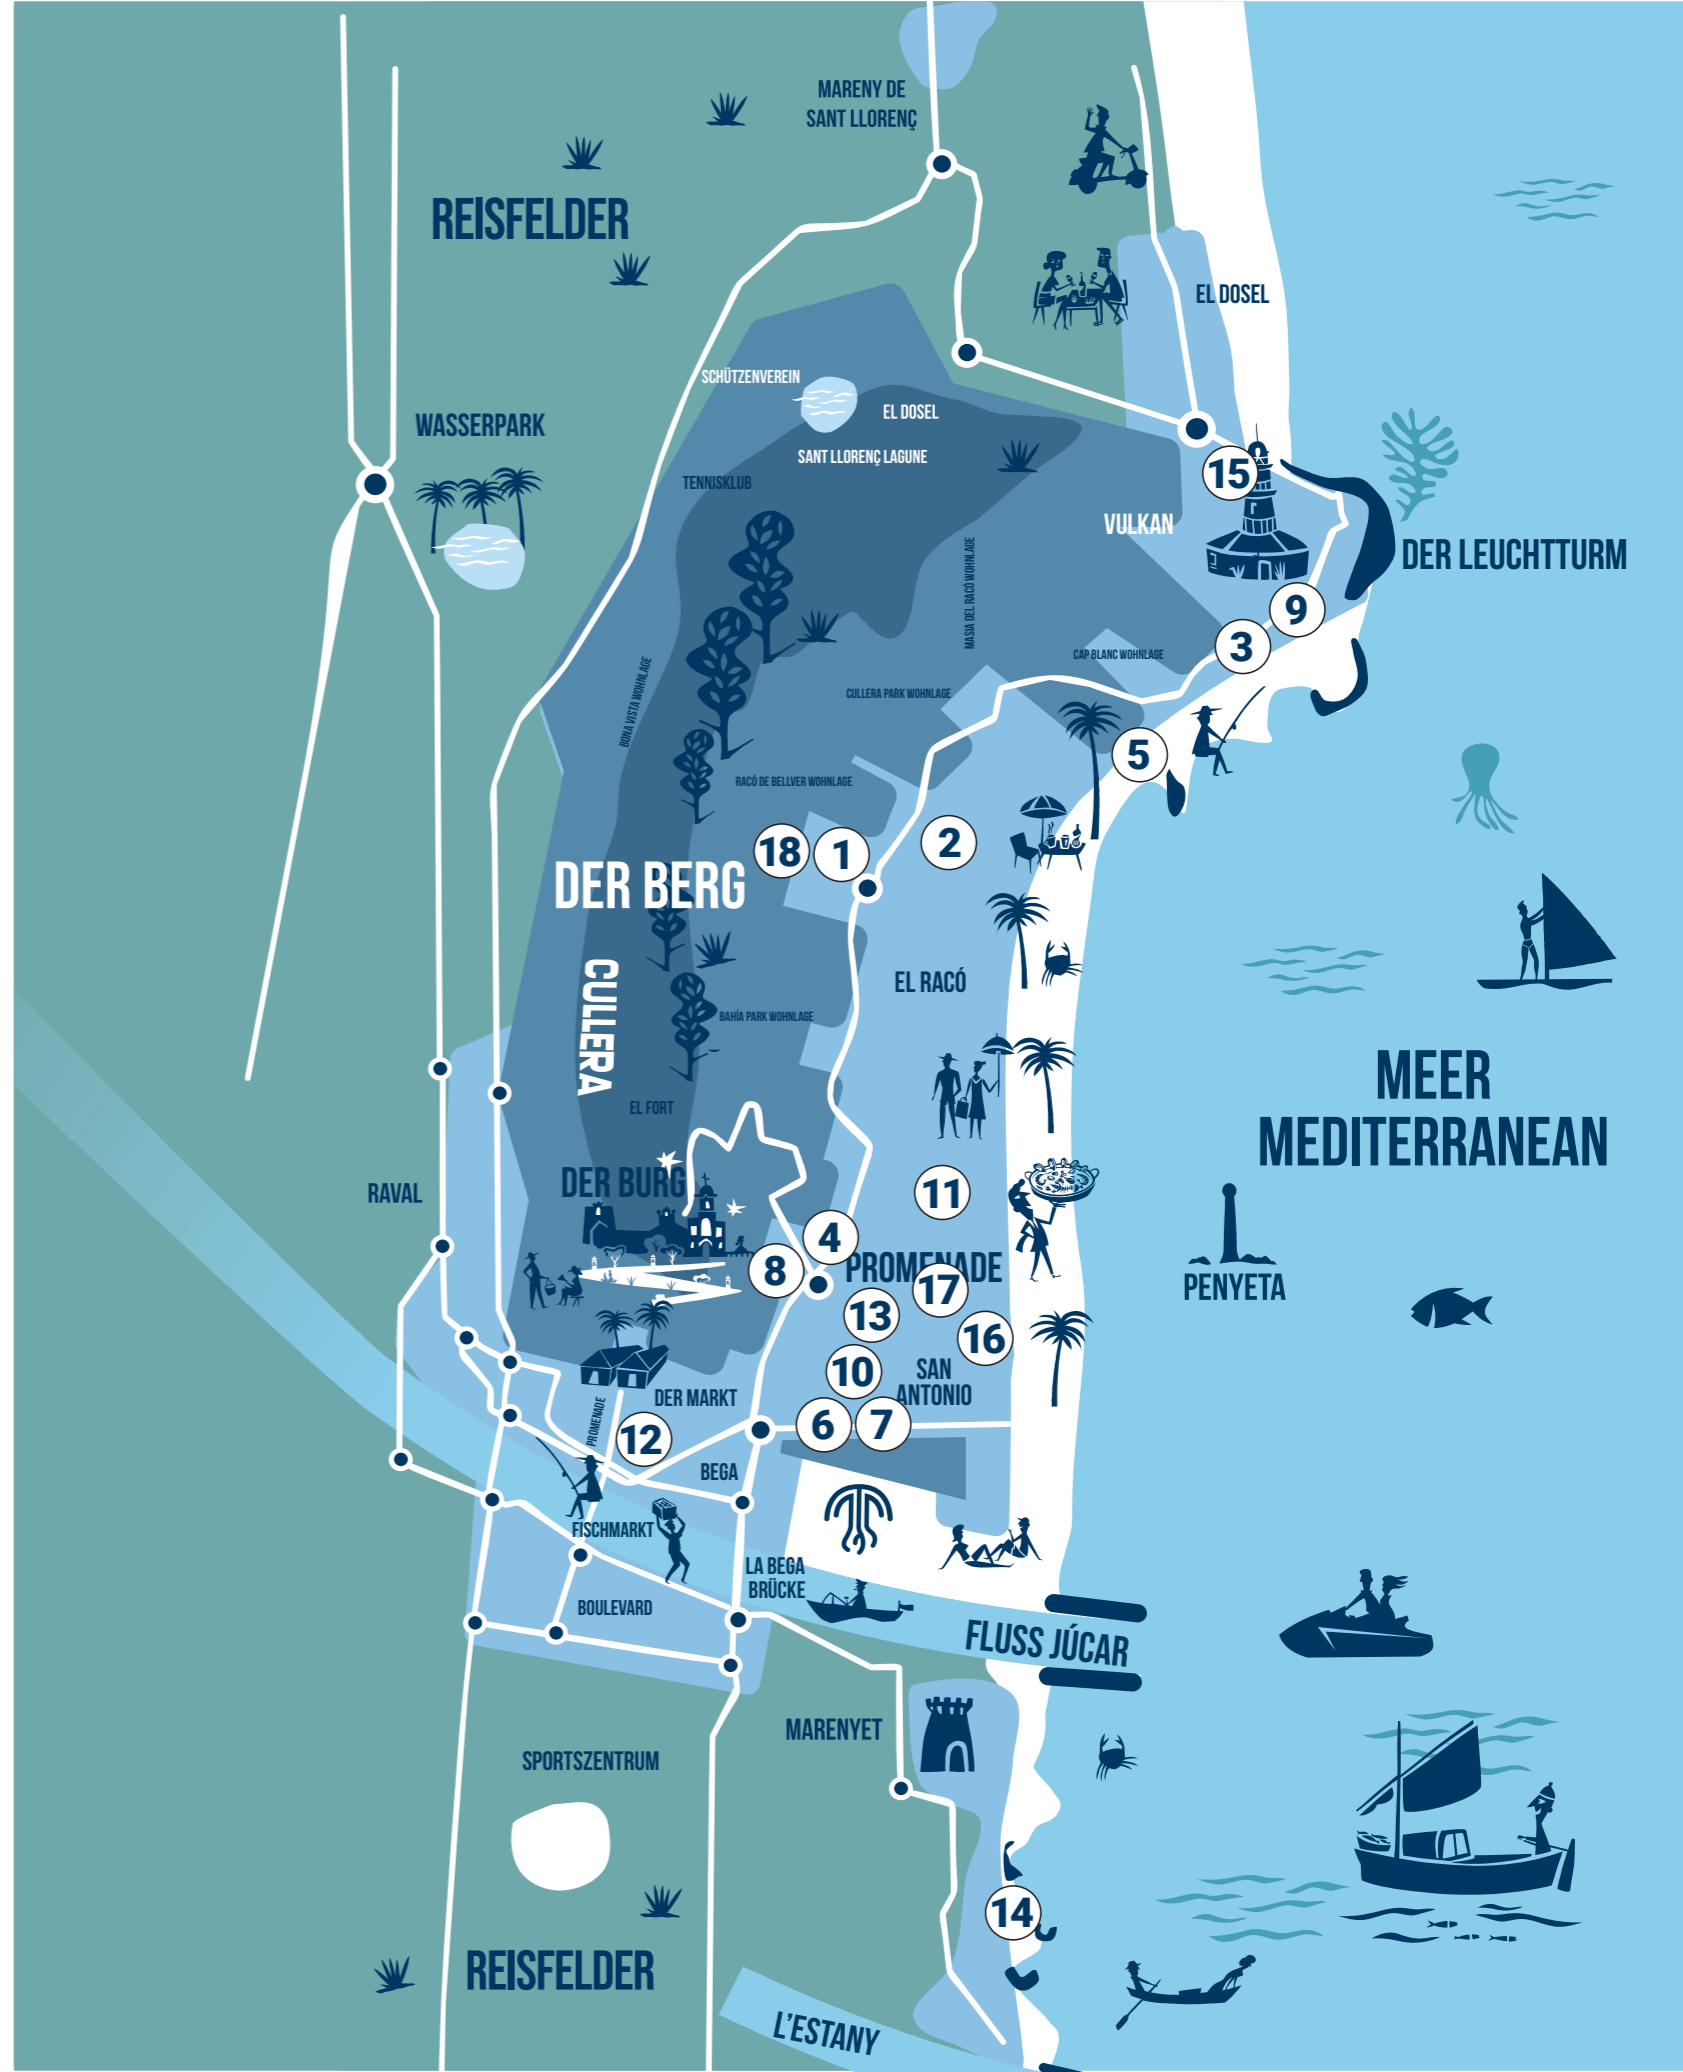 MARENY DE
SANT LLORENÇ
REISFELDER
EL DOSEL
SCHÜTZENVEREIN
EL DOSEL
WASSERPARK
SANT LLORENÇ LAGUNE
TENNISKLUB
15
VULKAN
DER LEUCHTTURM
MASIA DEL RACÓ WOHNLAGE
9
3
CAP BLANC WOHNLAGE
BONA VISTA WOHNLAGE
CULLERA PARK WOHNLAGE
5
RACÓ DE BELLVER WOHNLAGE
18
1
2
DER BERG
EL RACÓ
CULLERA
BAHÍA PARK WOHNLAGE
MEER
MEDITERRANEAN
EL FORT
DER BURG
RAVAL
11
4
8
PROMENADE
17
PENYETA
13
16
10
SAN
ANTONIO
DER MARKT
PROMENADE
12
6
7
BEGA
FISCHMARKT
LA BEGA
BRÜCKE
BOULEVARD
FLUSS JÚCAR
MARENYET
SPORTSZENTRUM
14
REISFELDER
L'ESTANY